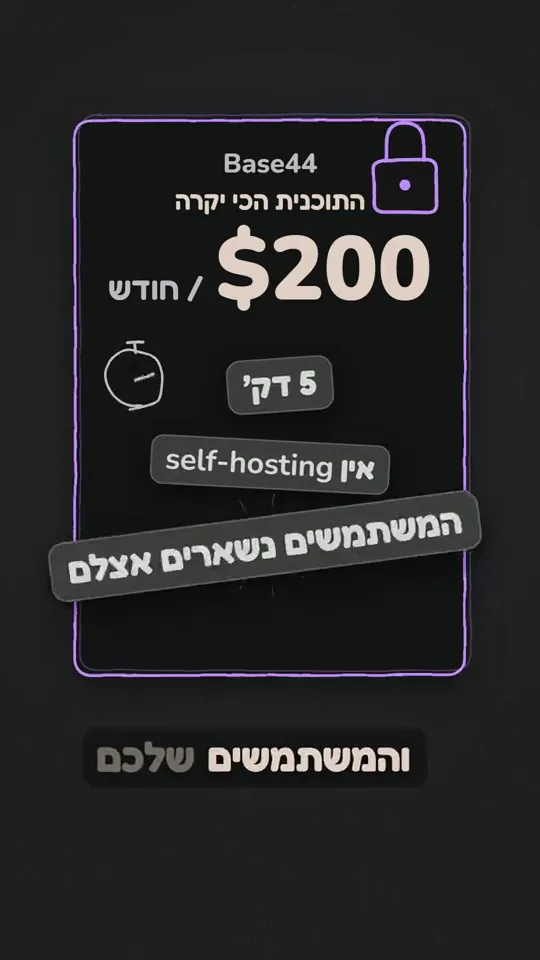 Base44
התוכנית הכי יקרה
$200 / חודש
5 דק'
אין self-hosting
המשתמשים נשארים אצלם
והמשתמשים שלכם